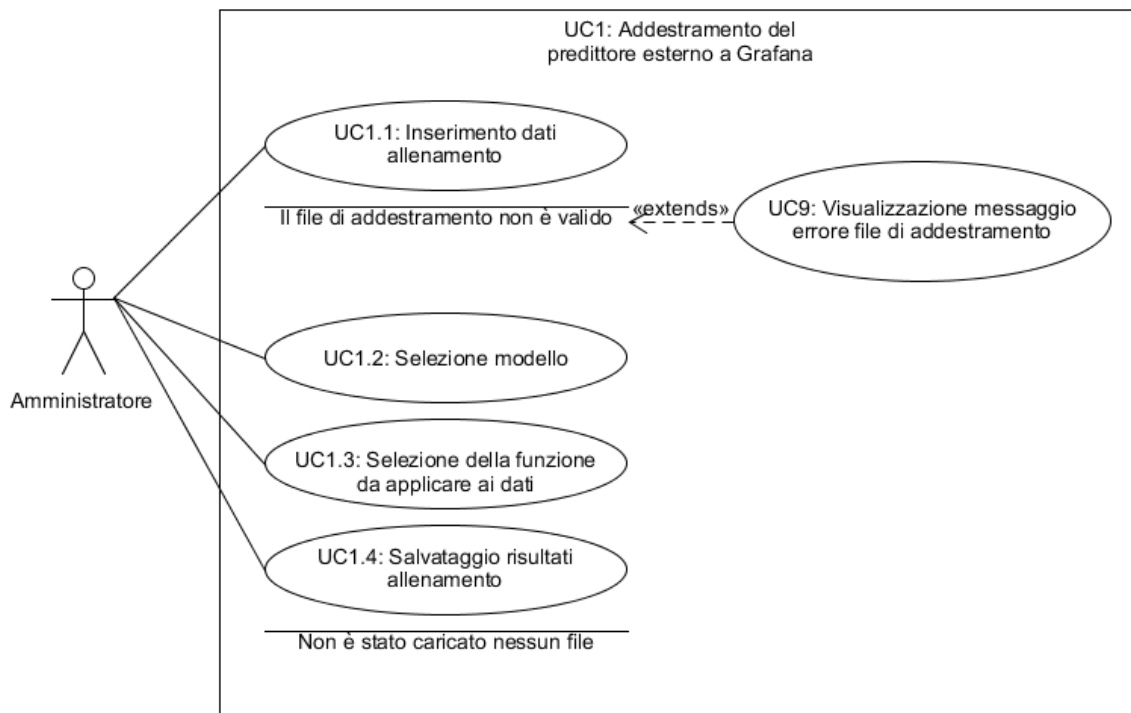 UC1: Addestramento del
predittore esterno a Grafana
UC1.1: Inserimento dati
allenamento
Il file di addestramento non è valido
«extends»
UC9: Visualizzazione messaggio
errore file di addestramento
UC1.2: Selezione modello
Amministratore
UC1.3: Selezione della funzione
da applicare ai dati
UC1.4: Salvataggio risultati
allenamento
Non è stato caricato nessun file